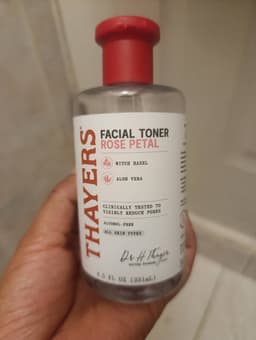 THAYERS
FACIAL TONER
ROSE PETAL
WITCH HAZEL
ALOE VERA
CLINICALLY TESTED TO
VISIBLY REDUCE PORES
ALCOHOL-FREE
ALL SKIN TYPES
Dr H Thayer